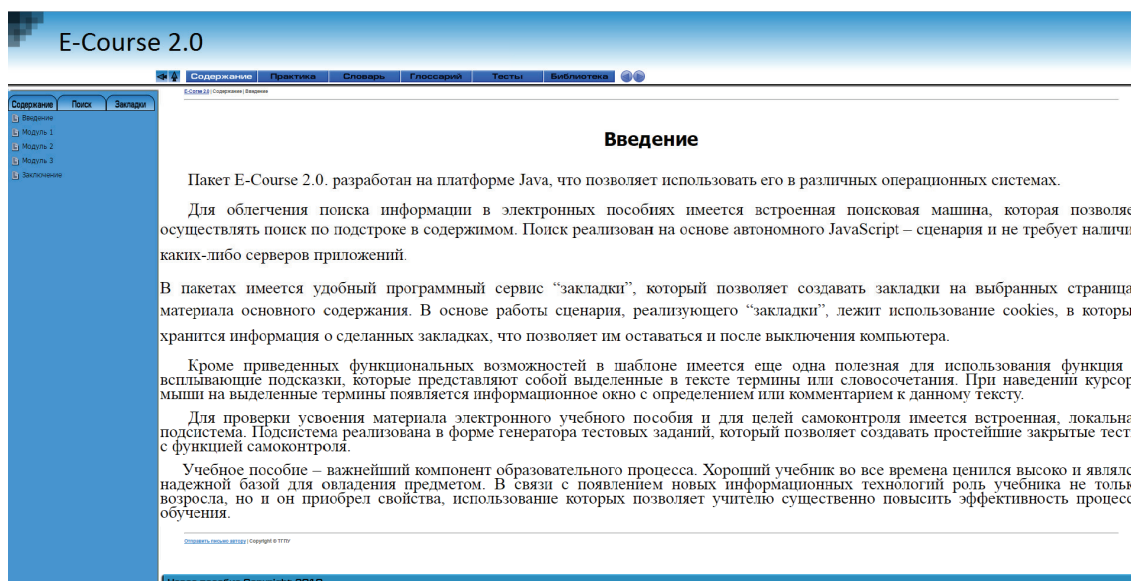 E-Course 2.0
Содержание Практика Словарь Глоссарий Тесты Библиотека
E-Corse 2.0 | Содержание | Введение
Содержание Поиск Закладки
Введение
Модуль 1
Модуль 2
Модуль 3
Заключение
Введение
Пакет E-Course 2.0. разработан на платформе Java, что позволяет использовать его в различных операционных системах.
Для облегчения поиска информации в электронных пособиях имеется встроенная поисковая машина, которая позволяе
осуществлять поиск по подстроке в содержимом. Поиск реализован на основе автономного JavaScript – сценария и не требует наличи
каких-либо серверов приложений.
В пакетах имеется удобный программный сервис “закладки”, который позволяет создавать закладки на выбранных страница
материала основного содержания. В основе работы сценария, реализующего “закладки”, лежит использование cookies, в которы
хранится информация о сделанных закладках, что позволяет им оставаться и после выключения компьютера.
Кроме приведенных функциональных возможностей в шаблоне имеется еще одна полезная для использования функция
всплывающие подсказки, которые представляют собой выделенные в тексте термины или словосочетания. При наведении курсор
мыши на выделенные термины появляется информационное окно с определением или комментарием к данному тексту.
Для проверки усвоения материала электронного учебного пособия и для целей самоконтроля имеется встроенная, локальна
подсистема. Подсистема реализована в форме генератора тестовых заданий, который позволяет создавать простейшие закрытые тест
с функцией самоконтроля.
Учебное пособие – важнейший компонент образовательного процесса. Хороший учебник во все времена ценился высоко и являлс
надежной базой для овладения предметом. В связи с появлением новых информационных технологий роль учебника не тольк
возросла, но и он приобрел свойства, использование которых позволяет учителю существенно повысить эффективность процесс
обучения.
Отправить письмо автору | Copyright © ТГПУ